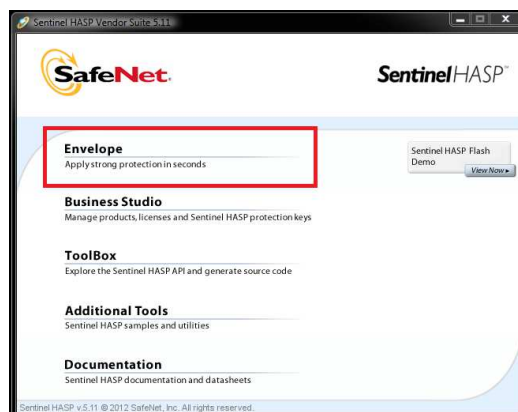 Sentinel HASP Vendor Suite 5.11
SafeNet.
Sentinel HASP™
Envelope
Apply strong protection in seconds
Sentinel HASP Flash
Demo
View Now
Business Studio
Manage products, licenses and Sentinel HASP protection keys
ToolBox
Explore the Sentinel HASP API and generate source code
Additional Tools
Sentinel HASP samples and utilities
Documentation
Sentinel HASP documentation and datasheets
Sentinel HASP v.5.11 © 2012 SafeNet, Inc. All rights reserved.